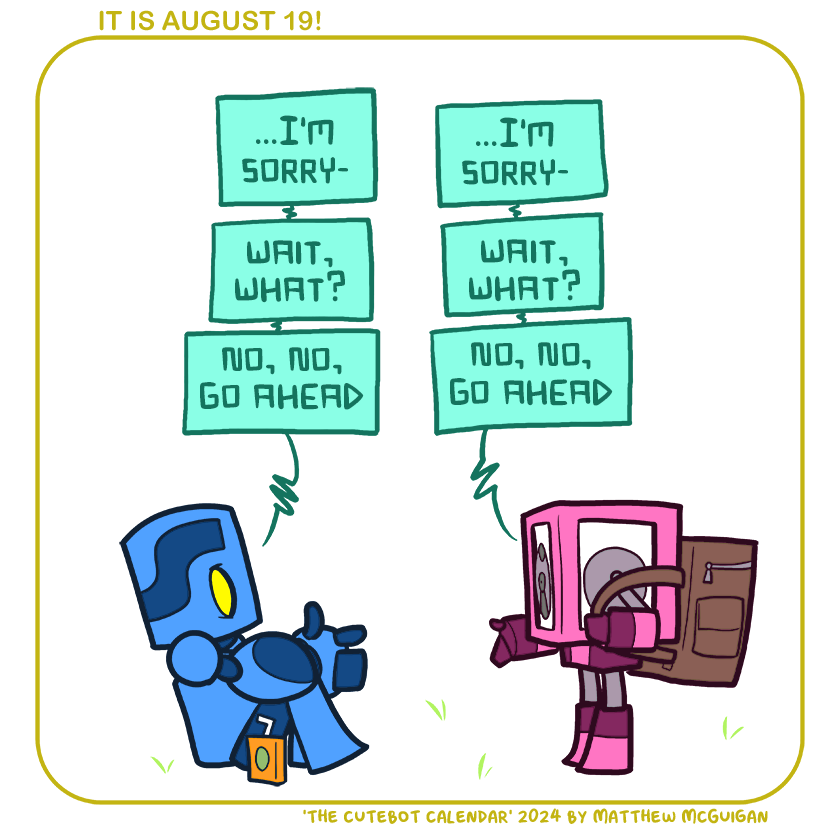 IT IS AUGUST 19!
...I'M
SORRY-
WAIT,
WHAT?
NO, NO,
GO AHEAD
...I'M
SORRY-
WAIT,
WHAT?
NO, NO,
GO AHEAD
'THE CUTEBOT CALENDAR' 2024 BY MATTHEW MCGUIGAN